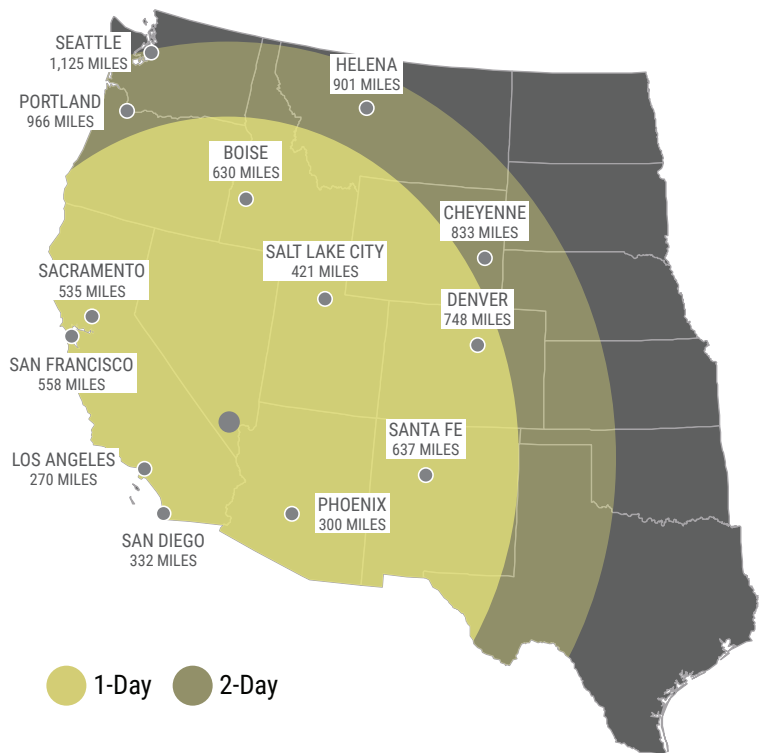 SEATTLE
1,125 MILES
HELENA
901 MILES
PORTLAND
966 MILES
BOISE
630 MILES
CHEYENNE
833 MILES
SALT LAKE CITY
421 MILES
SACRAMENTO
535 MILES
DENVER
748 MILES
SAN FRANCISCO
558 MILES
SANTA FE
637 MILES
LOS ANGELES
270 MILES
PHOENIX
300 MILES
SAN DIEGO
332 MILES
1-Day
2-Day